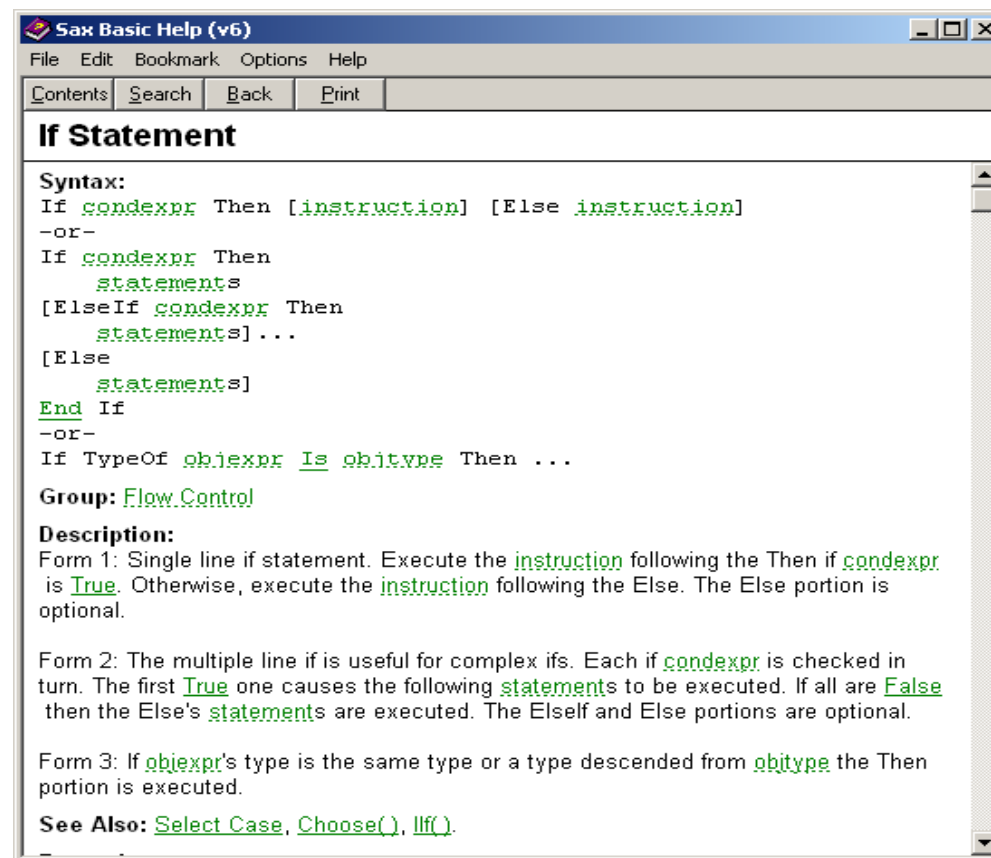 Sax Basic Help (v6)
File Edit Bookmark Options Help
Contents Search Back Print
If Statement
Syntax:
If condexpr Then [instruction] [Else instruction]
-or-
If condexpr Then
    statements
[ElseIf condexpr Then
    statements]...
[Else
    statements]
End If
-or-
If TypeOf objexpr Is objtype Then ...
Group: Flow Control
Description:
Form 1: Single line if statement. Execute the instruction following the Then if condexpr
is True. Otherwise, execute the instruction following the Else. The Else portion is
optional.
Form 2: The multiple line if is useful for complex ifs. Each if condexpr is checked in
turn. The first True one causes the following statements to be executed. If all are False
then the Else's statements are executed. The ElseIf and Else portions are optional.
Form 3: If objexpr's type is the same type or a type descended from objtype the Then
portion is executed.
See Also: Select Case, Choose( ), IIf( ).